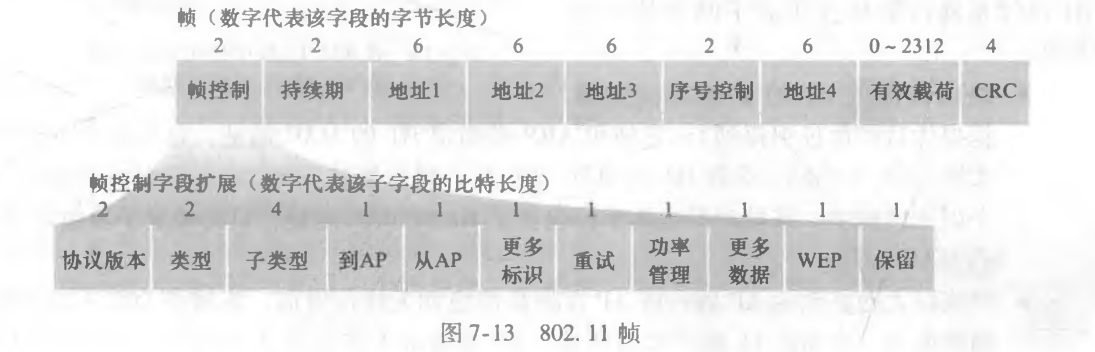 帧（数字代表该字段的字节长度）
2 2 6 6 6 2 6 0~2312 4
帧控制 持续期 地址1 地址2 地址3 序号控制 地址4 有效载荷 CRC
帧控制字段扩展（数字代表该子字段的比特长度）
2 2 4 1 1 1 1 1 1 1 1
协议版本 类型 子类型 到AP 从AP 更多标识 重试 功率管理 更多数据 WEP 保留
图 7-13 802. 11 帧